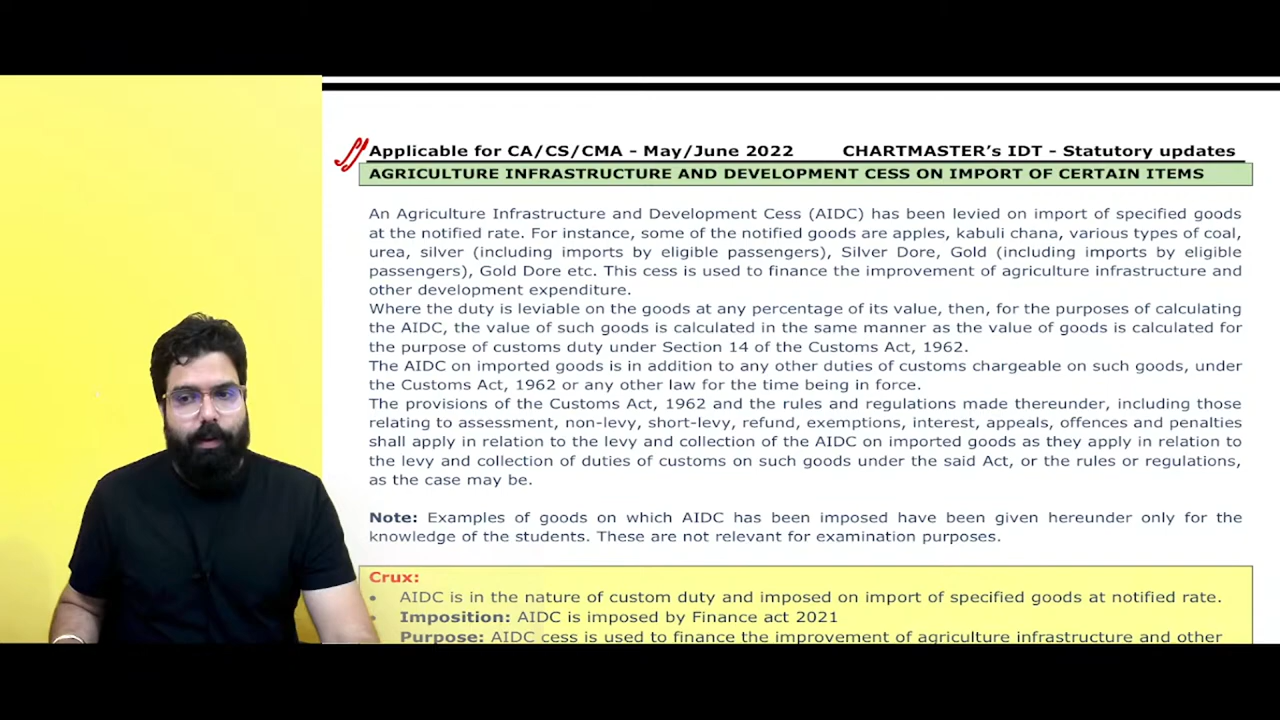 Applicable for CA/CS/CMA - May/June 2022 CHARTMASTER's IDT - Statutory updates
AGRICULTURE INFRASTRUCTURE AND DEVELOPMENT CESS ON IMPORT OF CERTAIN ITEMS
An Agriculture Infrastructure and Development Cess (AIDC) has been levied on import of specified goods
at the notified rate. For instance, some of the notified goods are apples, kabuli chana, various types of coal,
urea, silver (including imports by eligible passengers), Silver Dore, Gold (including imports by eligible
passengers), Gold Dore etc. This cess is used to finance the improvement of agriculture infrastructure and
other development expenditure.
Where the duty is leviable on the goods at any percentage of its value, then, for the purposes of calculating
the AIDC, the value of such goods is calculated in the same manner as the value of goods is calculated for
the purpose of customs duty under Section 14 of the Customs Act, 1962.
The AIDC on imported goods is in addition to any other duties of customs chargeable on such goods, under
the Customs Act, 1962 or any other law for the time being in force.
The provisions of the Customs Act, 1962 and the rules and regulations made thereunder, including those
relating to assessment, non-levy, short-levy, refund, exemptions, interest, appeals, offences and penalties
shall apply in relation to the levy and collection of the AIDC on imported goods as they apply in relation to
the levy and collection of duties of customs on such goods under the said Act, or the rules or regulations,
as the case may be.
Note: Examples of goods on which AIDC has been imposed have been given hereunder only for the
knowledge of the students. These are not relevant for examination purposes.
Crux:
• AIDC is in the nature of custom duty and imposed on import of specified goods at notified rate.
• Imposition: AIDC is imposed by Finance act 2021
Purpose: AIDC cess is used to finance the improvement of agriculture infrastructure and other